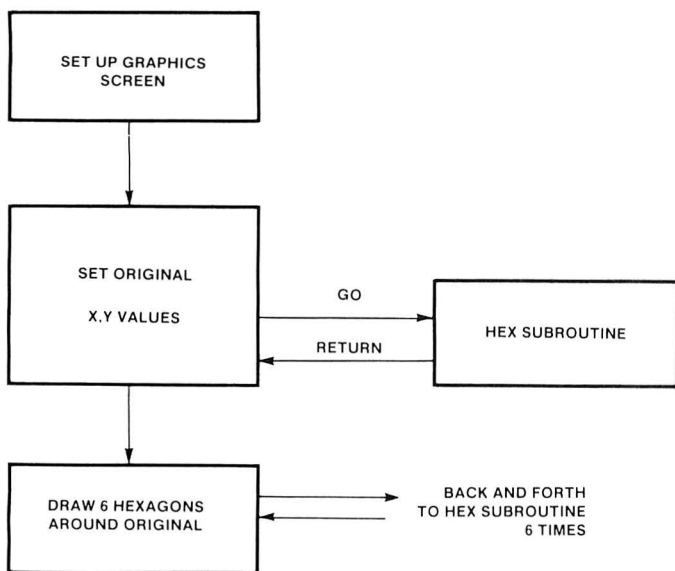 SET UP GRAPHICS
SCREEN
SET ORIGINAL
X,Y VALUES
GO
RETURN
HEX SUBROUTINE
DRAW 6 HEXAGONS
AROUND ORIGINAL
BACK AND FORTH
TO HEX SUBROUTINE
6 TIMES